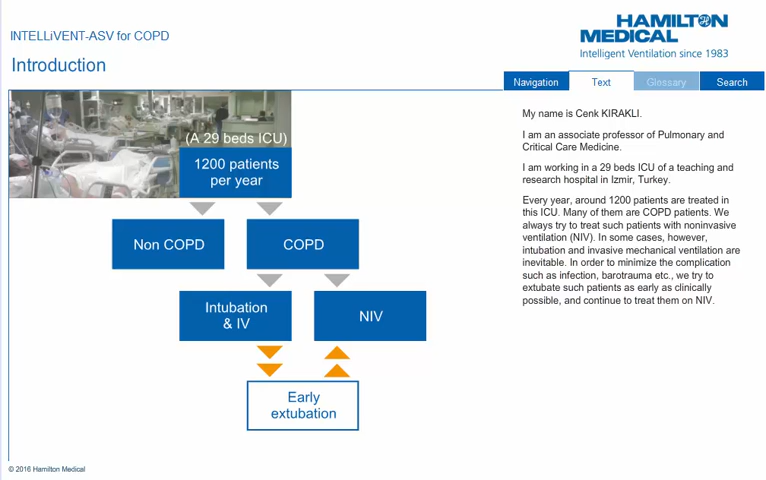 INTELLiVENT-ASV for COPD
Introduction
HAMILTON
MEDICAL
Intelligent Ventilation since 1983
Navigation
Text
Glossary
Search
(A 29 beds ICU)
1200 patients
per year
Non COPD
COPD
Intubation
& IV
NIV
Early
extubation
My name is Cenk KIRAKLI.
I am an associate professor of Pulmonary and
Critical Care Medicine.
I am working in a 29 beds ICU of a teaching and
research hospital in Izmir, Turkey.
Every year, around 1200 patients are treated in
this ICU. Many of them are COPD patients. We
always try to treat such patients with noninvasive
ventilation (NIV). In some cases, however,
intubation and invasive mechanical ventilation are
inevitable. In order to minimize the complication
such as infection, barotrauma etc., we try to
extubate such patients as early as clinically
possible, and continue to treat them on NIV.
© 2016 Hamilton Medical